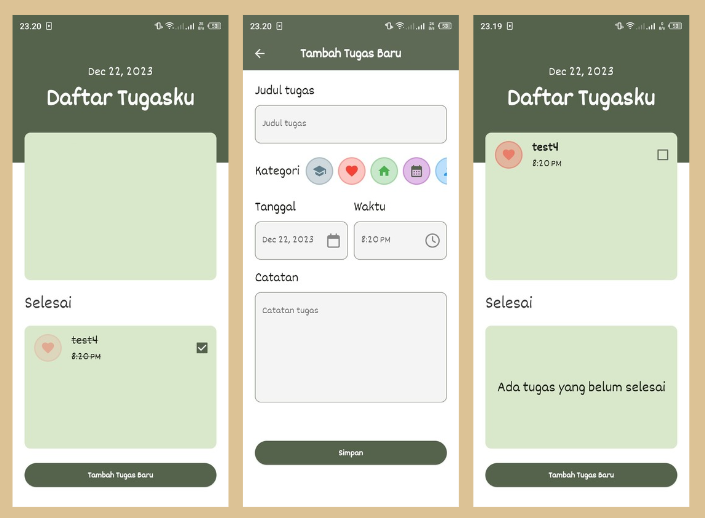 23.20
Dec 22, 2023
Daftar Tugasku
Selesai
test4
8:20 PM
Tambah Tugas Baru
23.20
Tambah Tugas Baru
Judul tugas
Judul tugas
Kategori
Tanggal
Waktu
Dec 22, 2023
8:20 PM
Catatan
Catatan tugas
Simpan
23.19
Dec 22, 2023
Daftar Tugasku
test4
8:20 PM
Selesai
Ada tugas yang belum selesai
Tambah Tugas Baru